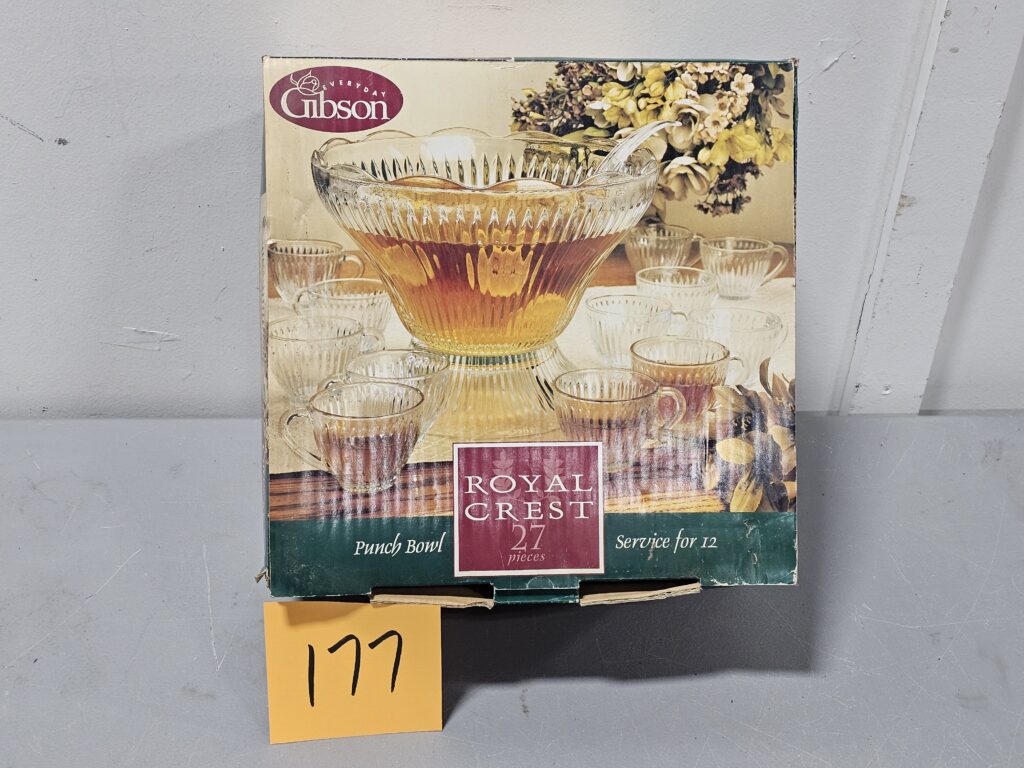 EVERYDAY
Gibson
ROYAL
CREST
27
pieces
Punch Bowl
Service for 12
177